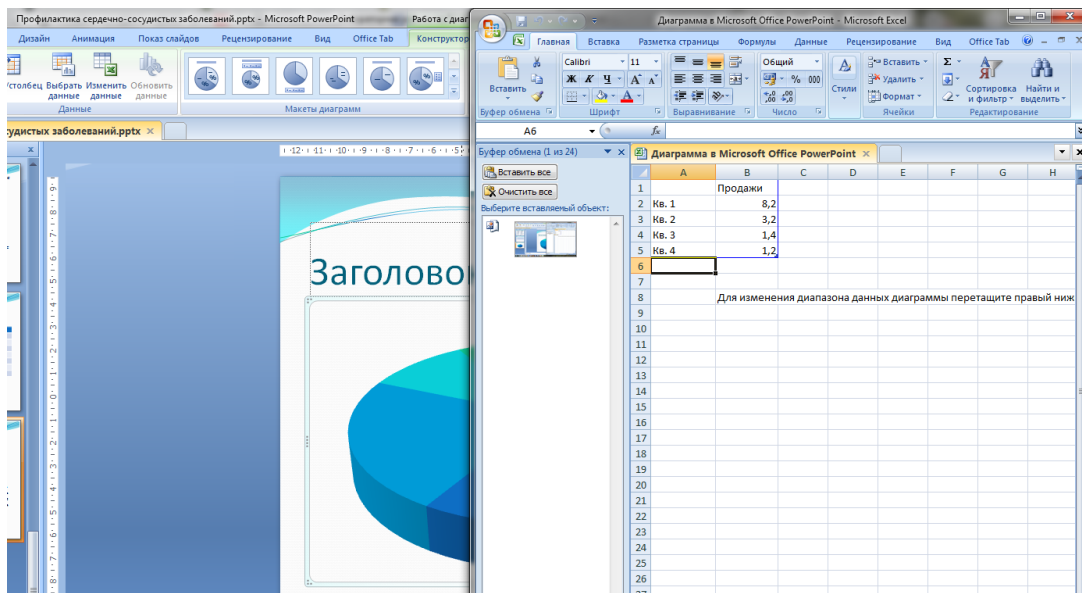 Профилактика сердечно-сосудистых заболеваний.pptx - Microsoft PowerPoint
Работа с диаг
Дизайн Анимация Показ слайдов Рецензирование Вид Office Tab Конструктор
столбец Выбрать данные Изменить данные Обновить данные
Данные
Макеты диаграмм
удистых заболеваний.pptx
Заголово
Диаграмма в Microsoft Office PowerPoint - Microsoft Excel
Главная Вставка Разметка страницы Формулы Данные Рецензирование Вид Office Tab
Вставить
Calibri 11
Ж К Ч
Общий
% 000
Стили
Вставить
Удалить
Формат
Сортировка и фильтр
Найти и выделить
Буфер обмена Шрифт Выравнивание Число Ячейки Редактирование
A6 fx
Буфер обмена (1 из 24)
Вставить все
Очистить все
Выберите вставляемый объект:
Диаграмма в Microsoft Office PowerPoint
A B C D E F G H
1 Продажи
2 Кв. 1 8,2
3 Кв. 2 3,2
4 Кв. 3 1,4
5 Кв. 4 1,2
6
7
8 Для изменения диапазона данных диаграммы перетащите правый ниж
9
10
11
12
13
14
15
16
17
18
19
20
21
22
23
24
25
26
27